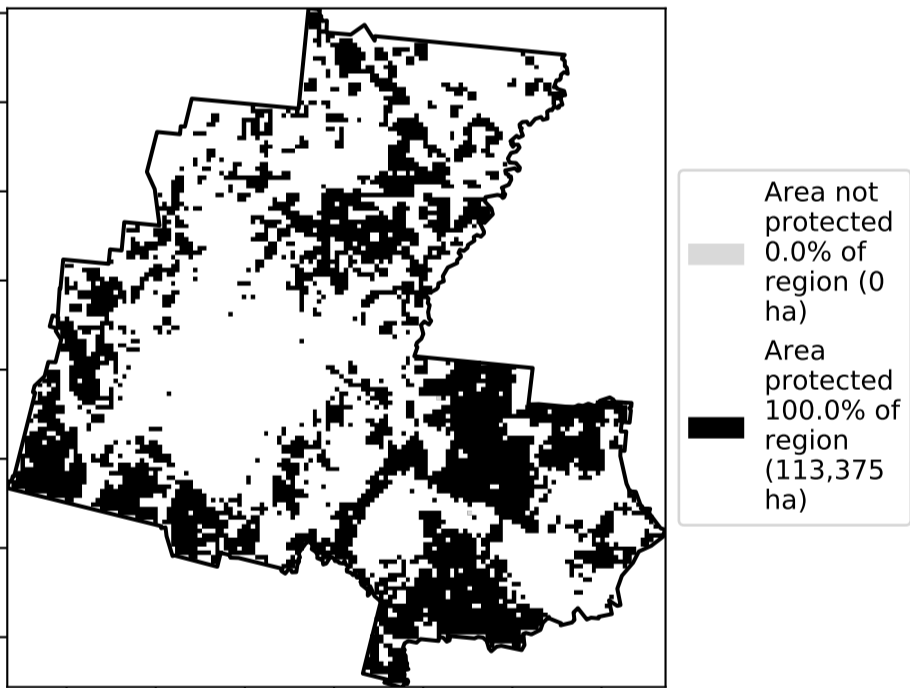 Area not
protected
0.0% of
region (0
ha)
Area
protected
100.0% of
region
(113,375
ha)